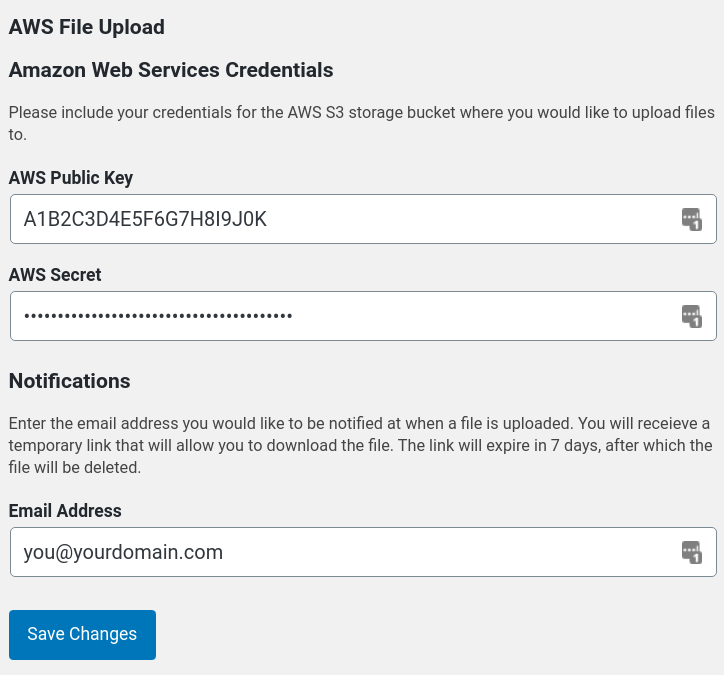 AWS File Upload
Amazon Web Services Credentials
Please include your credentials for the AWS S3 storage bucket where you would like to upload files
to.
AWS Public Key
A1B2C3D4E5F6G7H8I9J0K
AWS Secret
••••••••••••••••••••••••••••••••••••••••
Notifications
Enter the email address you would like to be notified at when a file is uploaded. You will receieve a
temporary link that will allow you to download the file. The link will expire in 7 days, after which the
file will be deleted.
Email Address
you@yourdomain.com
Save Changes